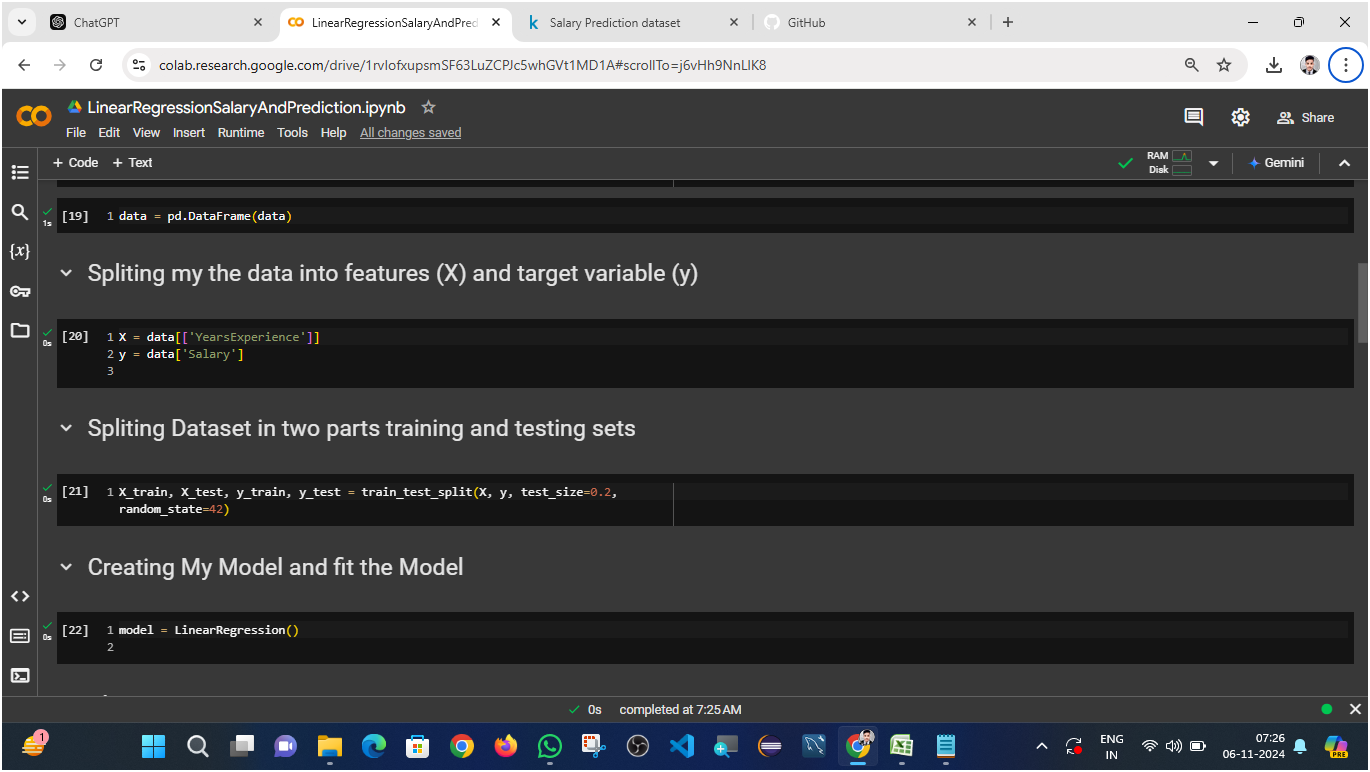 ChatGPT
LinearRegressionSalaryAndPred
Salary Prediction dataset
GitHub
colab.research.google.com/drive/1rvIofxupsmSF63LuZCPJc5whGVt1MD1A#scrollTo=j6vHh9NnLIK8
LinearRegressionSalaryAndPrediction.ipynb
File Edit View Insert Runtime Tools Help All changes saved
Share
+ Code + Text
RAM
Disk
Gemini
[19] 1 data = pd.DataFrame(data)
1s
Spliting my the data into features (X) and target variable (y)
[20] 1 X = data[['YearsExperience']]
0s
2 y = data['Salary']
3
Spliting Dataset in two parts training and testing sets
[21] 1 X_train, X_test, y_train, y_test = train_test_split(X, y, test_size=0.2,
0s
random_state=42)
Creating My Model and fit the Model
[22] 1 model = LinearRegression()
0s
2
0s completed at 7:25 AM
1
ENG
IN
07:26
06-11-2024
PRE